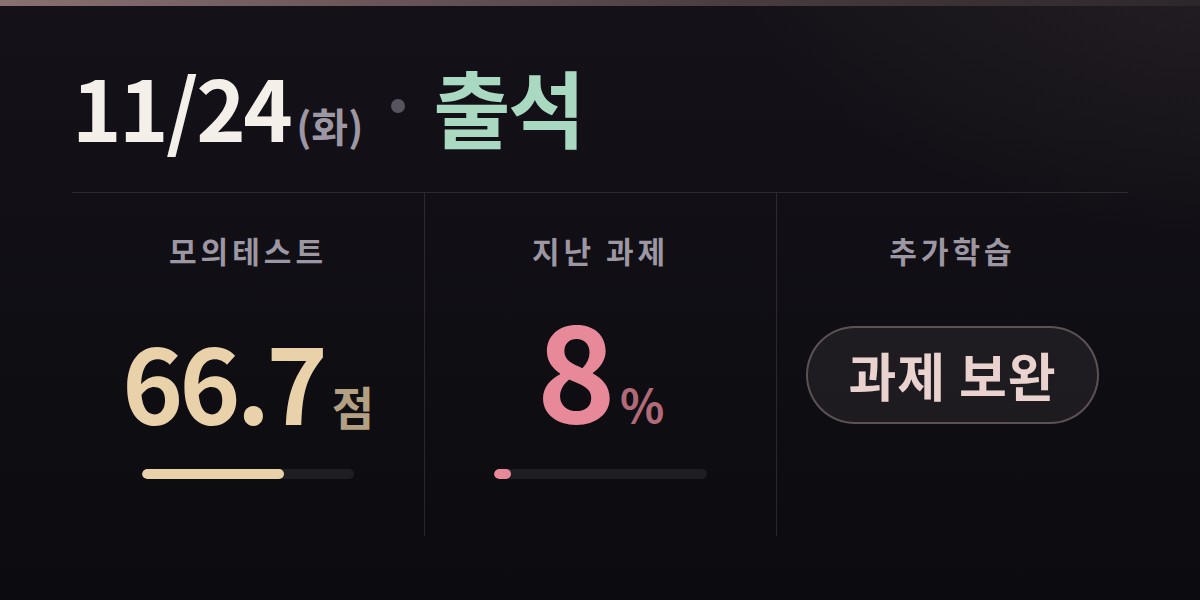 11/24(화) • 출석
모의테스트
66.7점
지난 과제
8%
추가학습
과제 보완